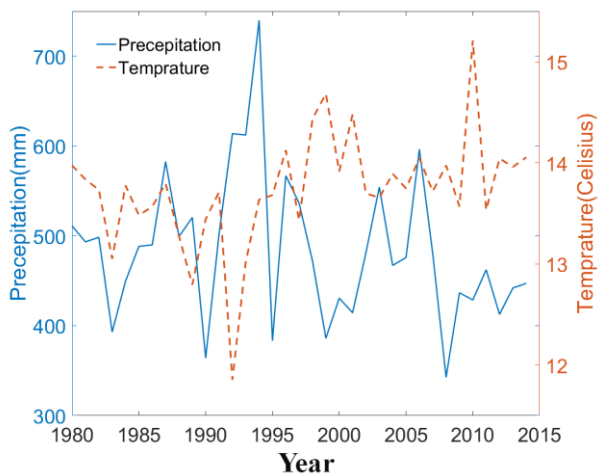 Precepitation
Temprature
700
600
500
400
300
Precepitation(mm)
15
14
13
12
Temprature(Celisius)
1980 1985 1990 1995 2000 2005 2010 2015
Year